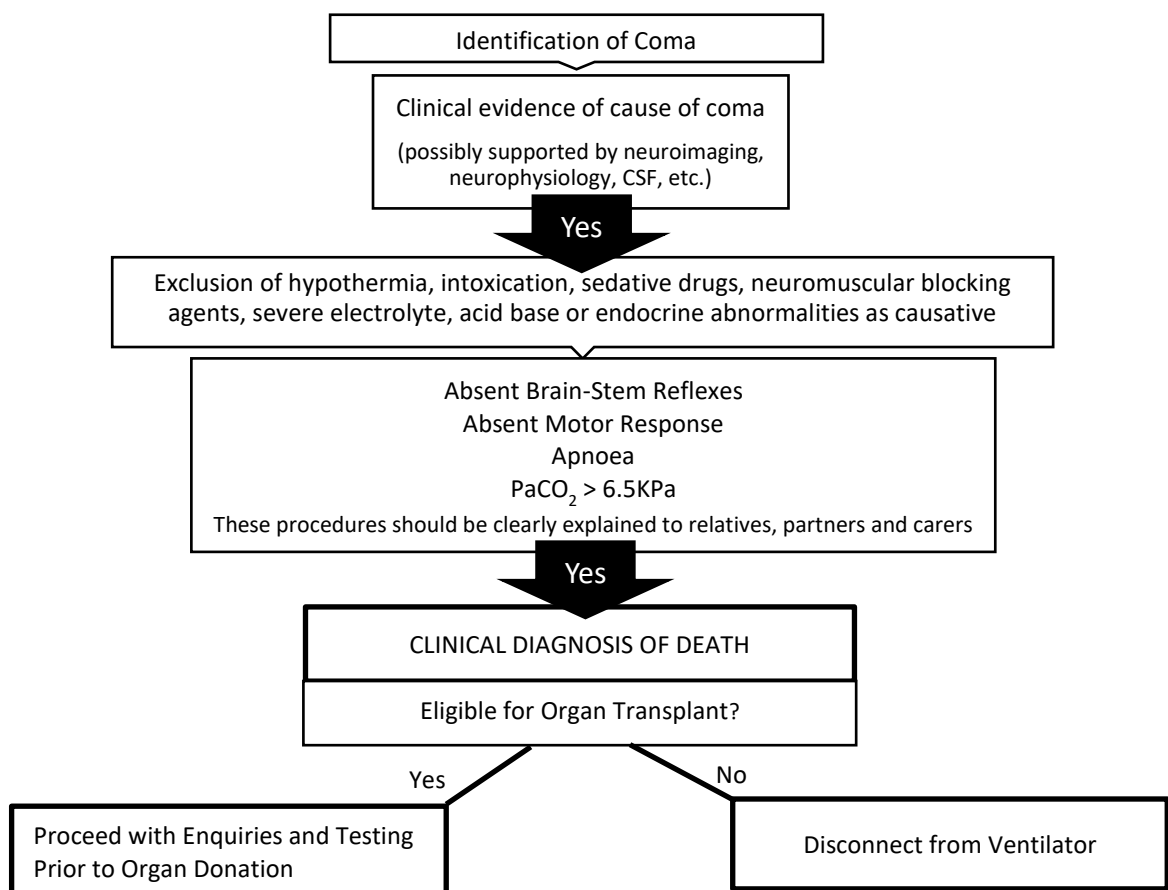 Identification of Coma
Clinical evidence of cause of coma
(possibly supported by neuroimaging,
neurophysiology, CSF, etc.)
Yes
Exclusion of hypothermia, intoxication, sedative drugs, neuromuscular blocking
agents, severe electrolyte, acid base or endocrine abnormalities as causative
Absent Brain-Stem Reflexes
Absent Motor Response
Apnoea
PaCO₂ > 6.5KPa
These procedures should be clearly explained to relatives, partners and carers
Yes
CLINICAL DIAGNOSIS OF DEATH
Eligible for Organ Transplant?
Yes
No
Proceed with Enquiries and Testing
Prior to Organ Donation
Disconnect from Ventilator